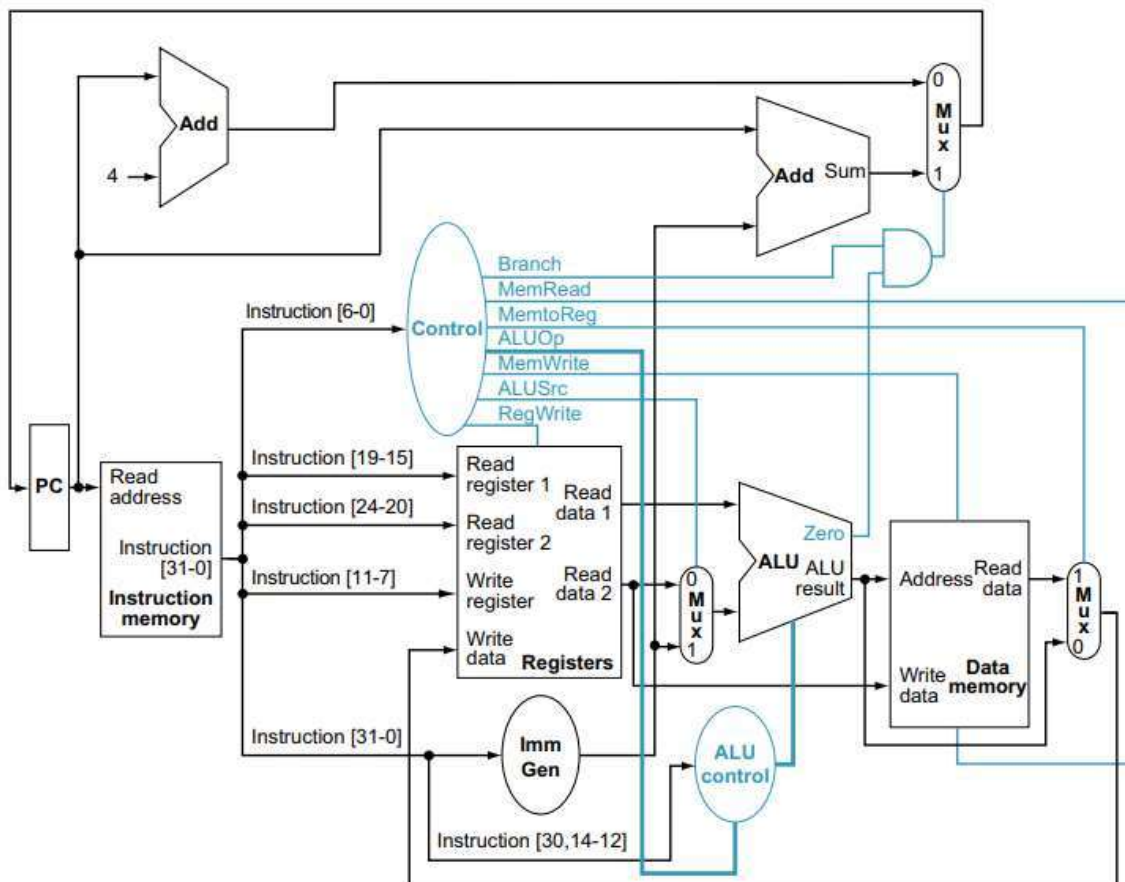 0
M
u
x
1
Add
4
Add
Sum
Branch
MemRead
MemtoReg
ALUOp
MemWrite
ALUSrc
RegWrite
Control
Instruction [6-0]
PC
Read
address
Instruction
[31-0]
Instruction
memory
Instruction [19-15]
Instruction [24-20]
Instruction [11-7]
Instruction [31-0]
Instruction [30,14-12]
Read
register 1
Read
register 2
Write
register
Write
data
Read
data 1
Read
data 2
Registers
0
M
u
x
1
Zero
ALU
ALU
result
Address
Read
data
Write
data
Data
memory
1
M
u
x
0
Imm
Gen
ALU
control